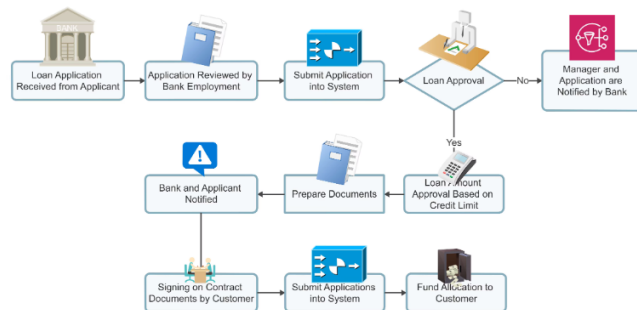 BANK
Loan Application
Received from Applicant
Application Reviewed by
Bank Employment
Submit Application
into System
Loan Approval
No
Manager and
Application are
Notified by Bank
Yes
Loan Amount
Approval Based on
Credit Limit
Prepare Documents
Bank and Applicant
Notified
Signing on Contract
Documents by Customer
Submit Applications
into System
Fund Allocation to
Customer